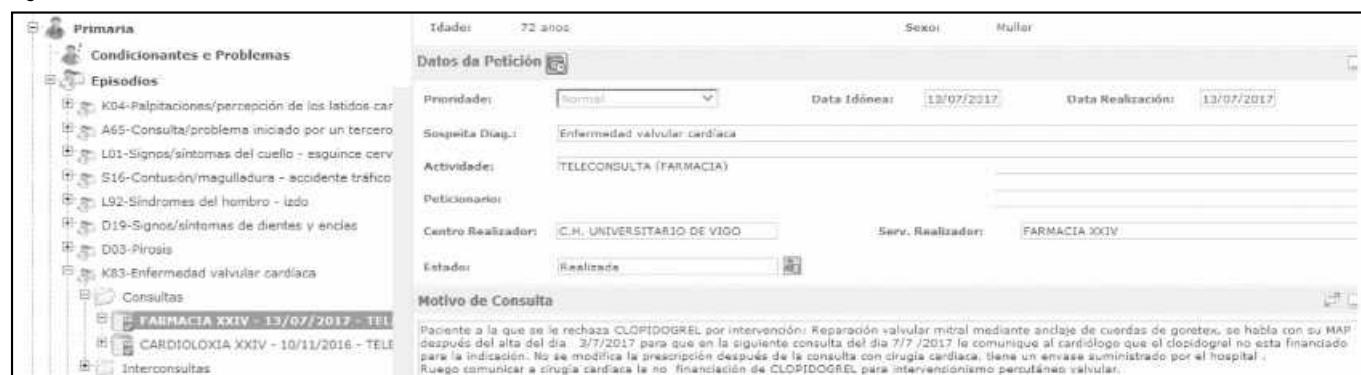 Primaria
Condicionantes e Problemas
Episodios
K04-Palpitaciones/percepción de los latidos car
A65-Consulta/problema iniciado por un tercero
L01-Signos/síntomas del cuello - esguince cerv
S16-Contusión/magulladura - accidente tráfico
L92-Síndromes del hombro - izdo
D19-Signos/síntomas de dientes y encías
D03-Pirosis
K83-Enfermedad valvular cardíaca
Consultas
FARMACIA XXIV - 13/07/2017 - TEL
CARDIOLOXIA XXIV - 10/11/2016 - TELE
Interconsultas
Idade: 72 anos Sexo: Muller
Datos da Petición
Prioridade: Normal Data Idónea: 13/07/2017 Data Realización: 13/07/2017
Sospeita Diag.: Enfermedad valvular cardíaca
Actividade: TELECONSULTA (FARMACIA)
Peticionario:
Centro Realizador: C.H. UNIVERSITARIO DE VIGO Serv. Realizador: FARMACIA XXIV
Estado: Realizada
Motivo de Consulta
Paciente a la que se le rechaza CLOPIDOGREL por intervención: Reparación valvular mitral mediante anclaje de cuerdas de goretex, se habla con su MAP
después del alta del dia 3/7/2017 para que en la siguiente consulta del dia 7/7 /2017 le comunique al cardiólogo que el clopidogrel no esta financiado
para la indicación. No se modifica la prescripción después de la consulta con cirugía cardiaca, tiene un envase suministrado por el hospital .
Ruego comunicar a cirugía cardiaca la no financiación de CLOPIDOGREL para intervencionismo percutáneo valvular.